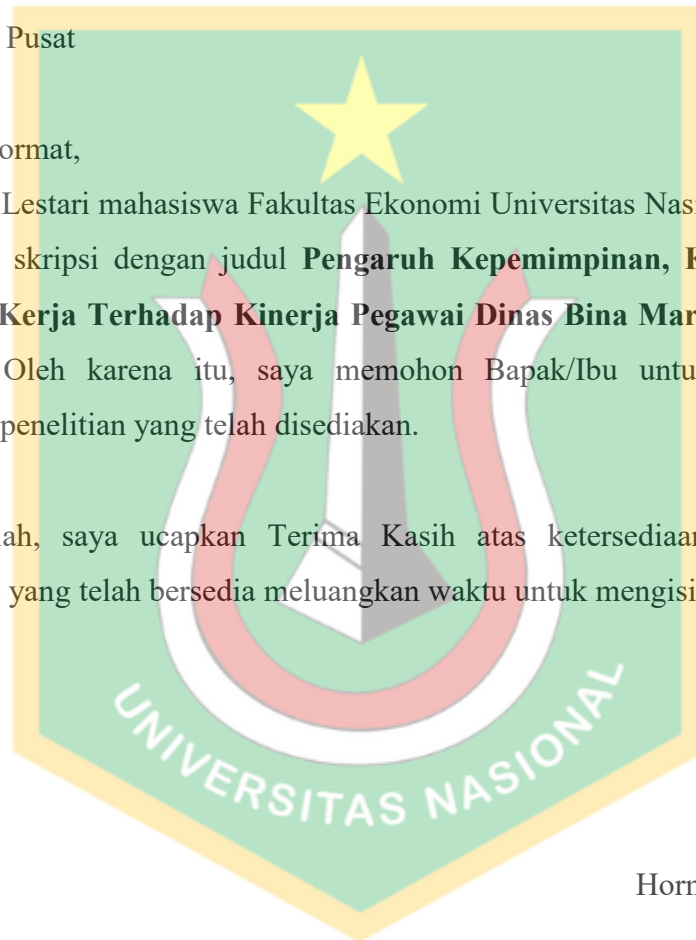 Pusat
ormat,
Lestari mahasiswa Fakultas Ekonomi Universitas Nasi
skripsi dengan judul Pengaruh Kepemimpinan, K
Kerja Terhadap Kinerja Pegawai Dinas Bina Mar
Oleh karena itu, saya memohon Bapak/Ibu untu
penelitian yang telah disediakan.
ah, saya ucapkan Terima Kasih atas ketersediaan
yang telah bersedia meluangkan waktu untuk mengisi
UNIVERSITAS NASIONAL
Horn